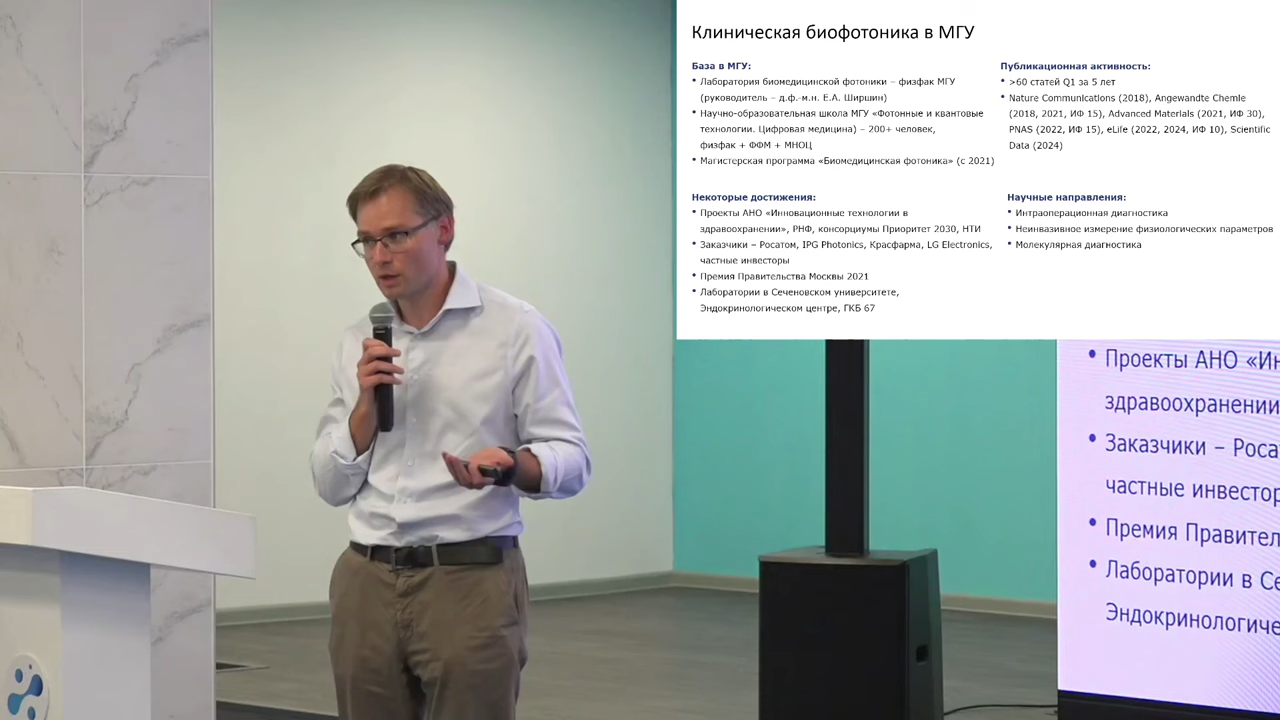 Клиническая биофотоника в МГУ
База в МГУ:
• Лаборатория биомедицинской фотоники – физфак МГУ
(руководитель – д.ф.-м.н. Е.А. Ширшин)
• Научно-образовательная школа МГУ «Фотонные и квантовые
технологии. Цифровая медицина) – 200+ человек,
физфак + ФФМ + МНОЦ
• Магистерская программа «Биомедицинская фотоника» (с 2021)
Публикационная активность:
• >60 статей Q1 за 5 лет
• Nature Communications (2018), Angewandte Chemie
(2018, 2021, ИФ 15), Advanced Materials (2021, ИФ 30),
PNAS (2022, ИФ 15), eLife (2022, 2024, ИФ 10), Scientific
Data (2024)
Некоторые достижения:
• Проекты АНО «Инновационные технологии в
здравоохранении», РНФ, консорциумы Приоритет 2030, НТИ
• Заказчики – Росатом, IPG Photonics, Красфарма, LG Electronics,
частные инвесторы
• Премия Правительства Москвы 2021
• Лаборатории в Сеченовском университете,
Эндокринологическом центре, ГКБ 67
Научные направления:
• Интраоперационная диагностика
• Неинвазивное измерение физиологических параметров
• Молекулярная диагностика
• Проекты АНО «Ин
здравоохранении
• Заказчики – Роса
частные инвестор
• Премия Правител
• Лаборатории в Се
Эндокринологиче